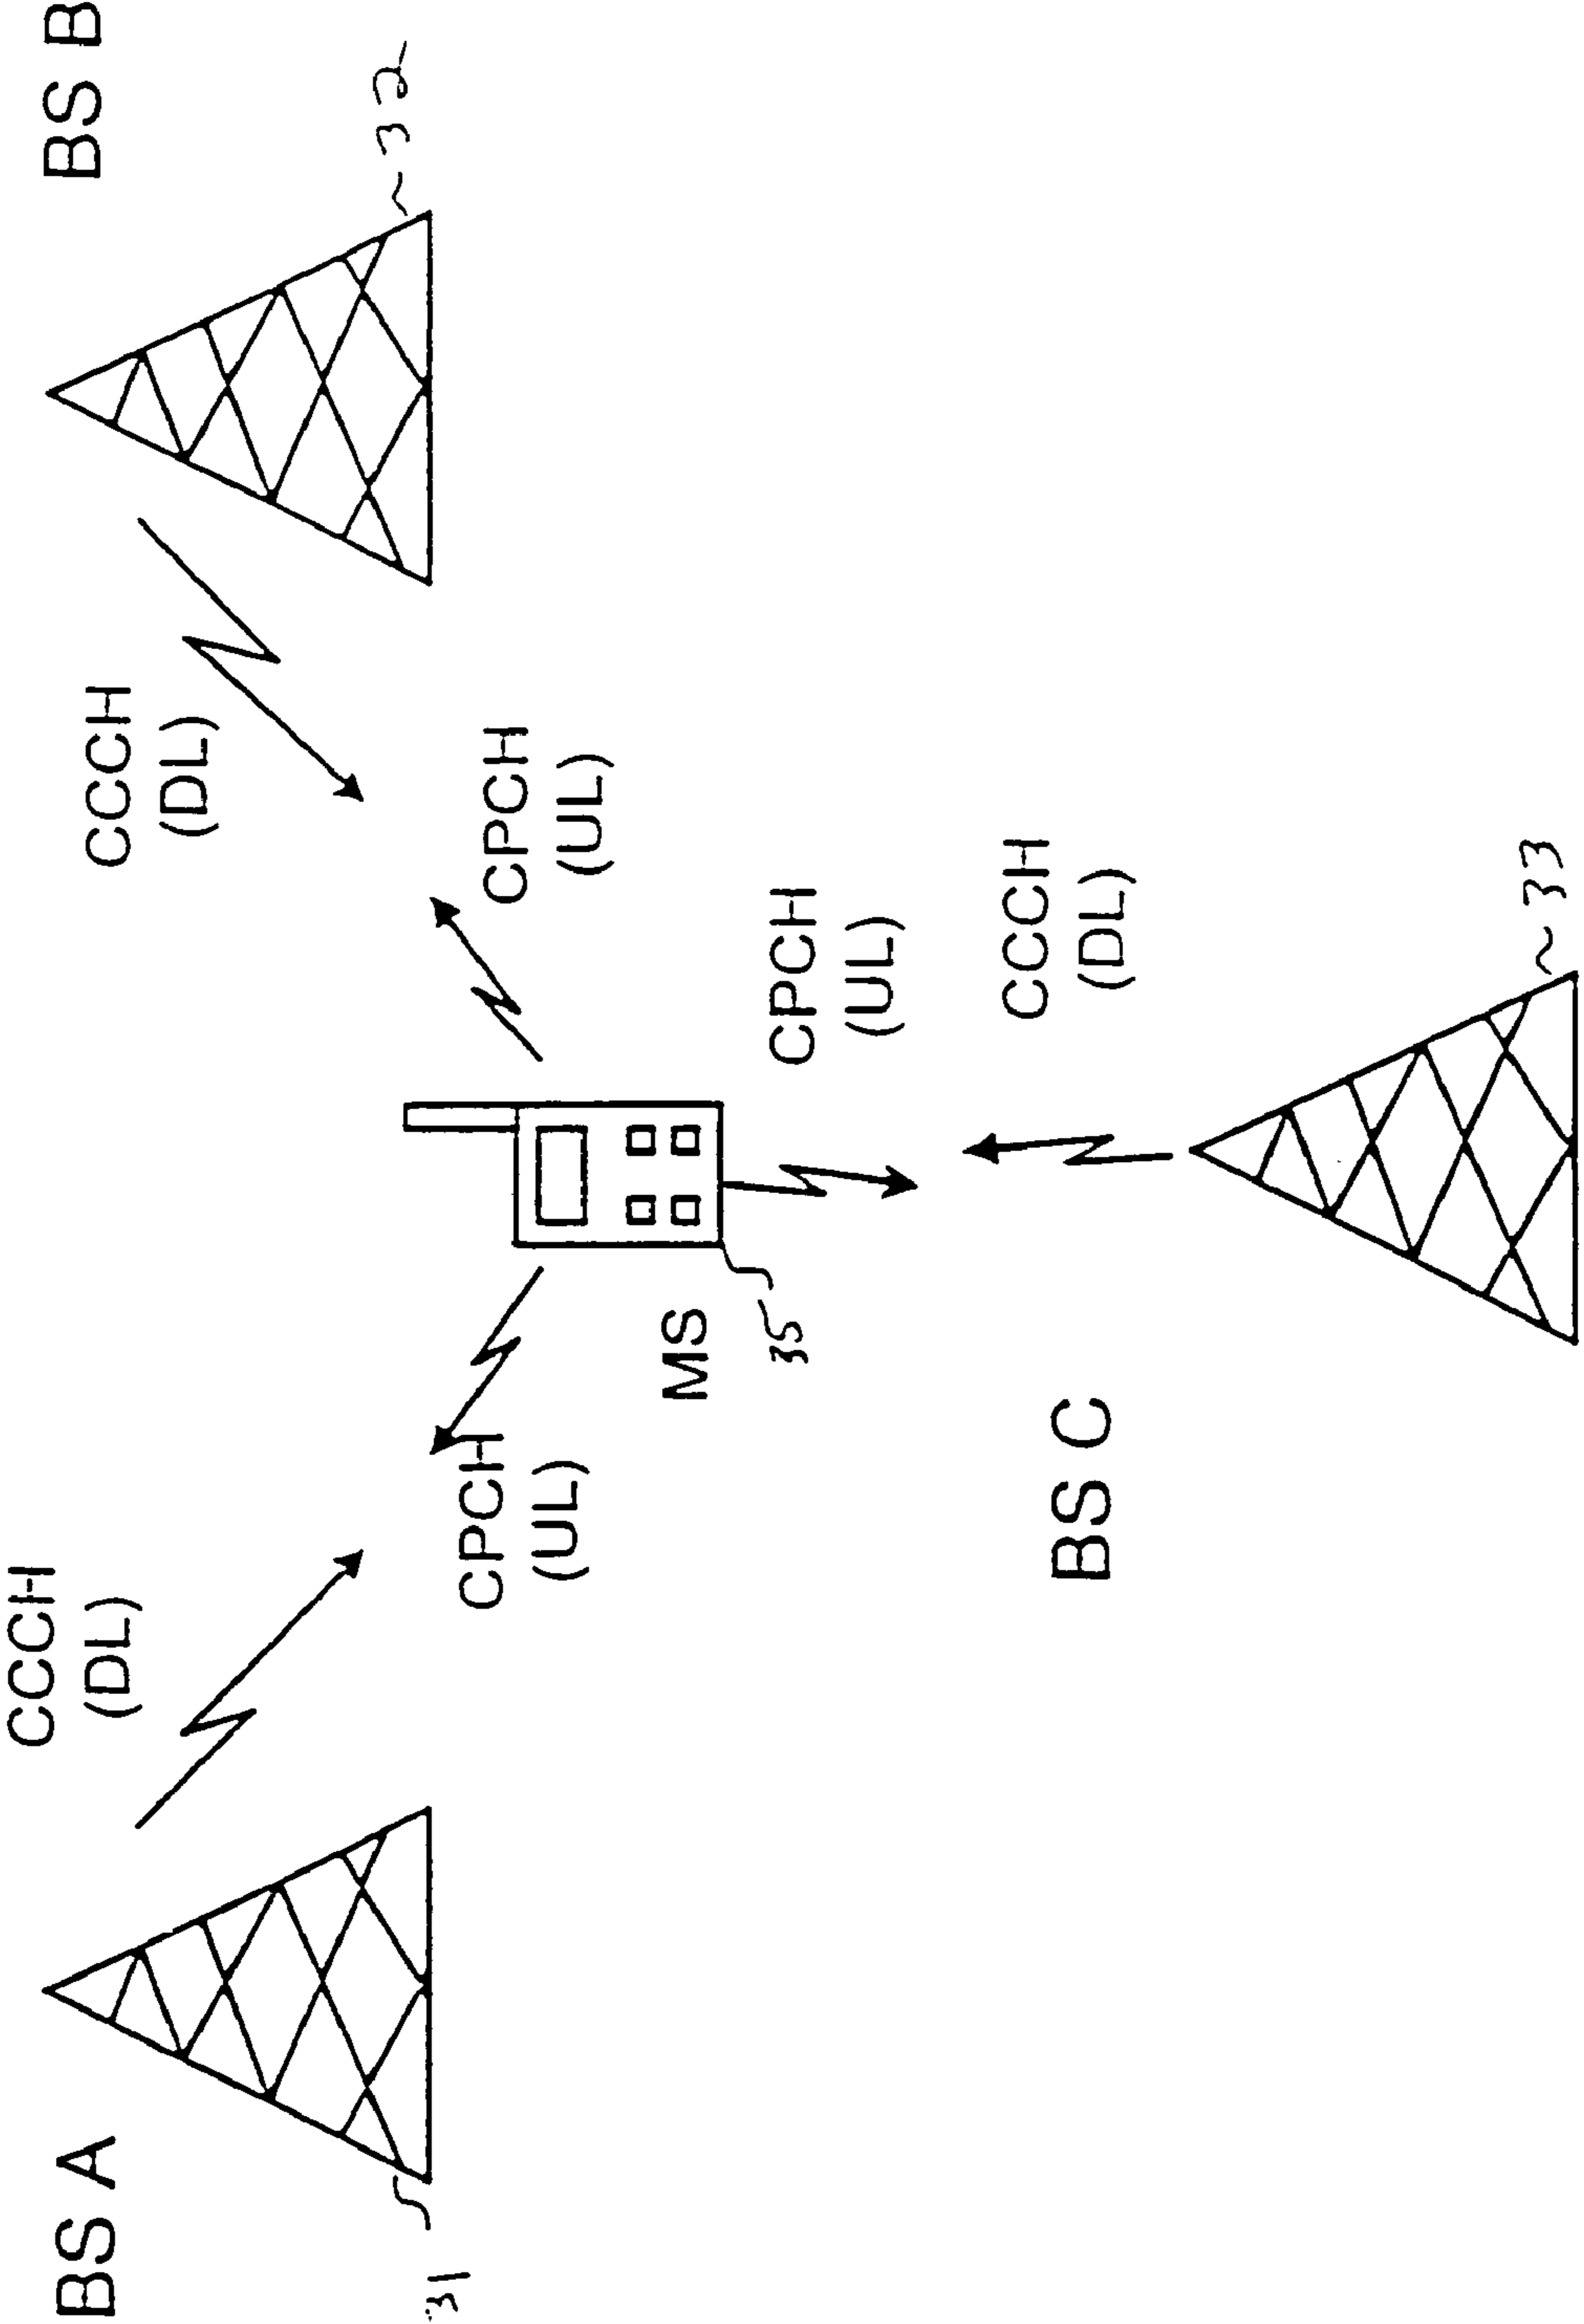 BS A
31
CCCH
(DL)
CPCH
(UL)
MS
35
CCCH
(DL)
CPCH
(UL)
BS B
32
CPCH
(UL)
CCCH
(DL)
BS C
33